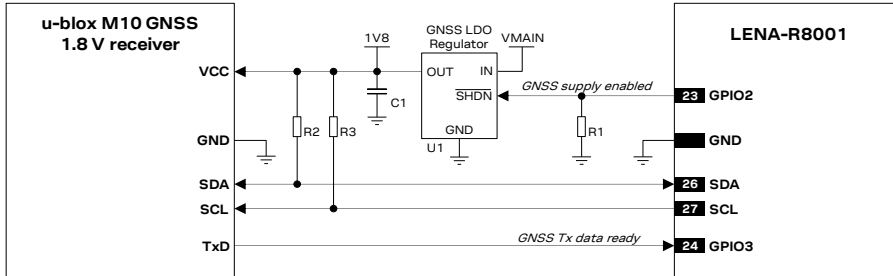 u-blox M10 GNSS
1.8 V receiver
GNSS LDO
Regulator
LENA-R8001
1V8
VMAIN
VCC
OUT
IN
GNSS supply enabled
SHDN
23 GPIO2
C1
R2
R3
R1
GND
GND
GND
U1
SDA
26 SDA
SCL
27 SCL
TxD
GNSS Tx data ready
24 GPIO3